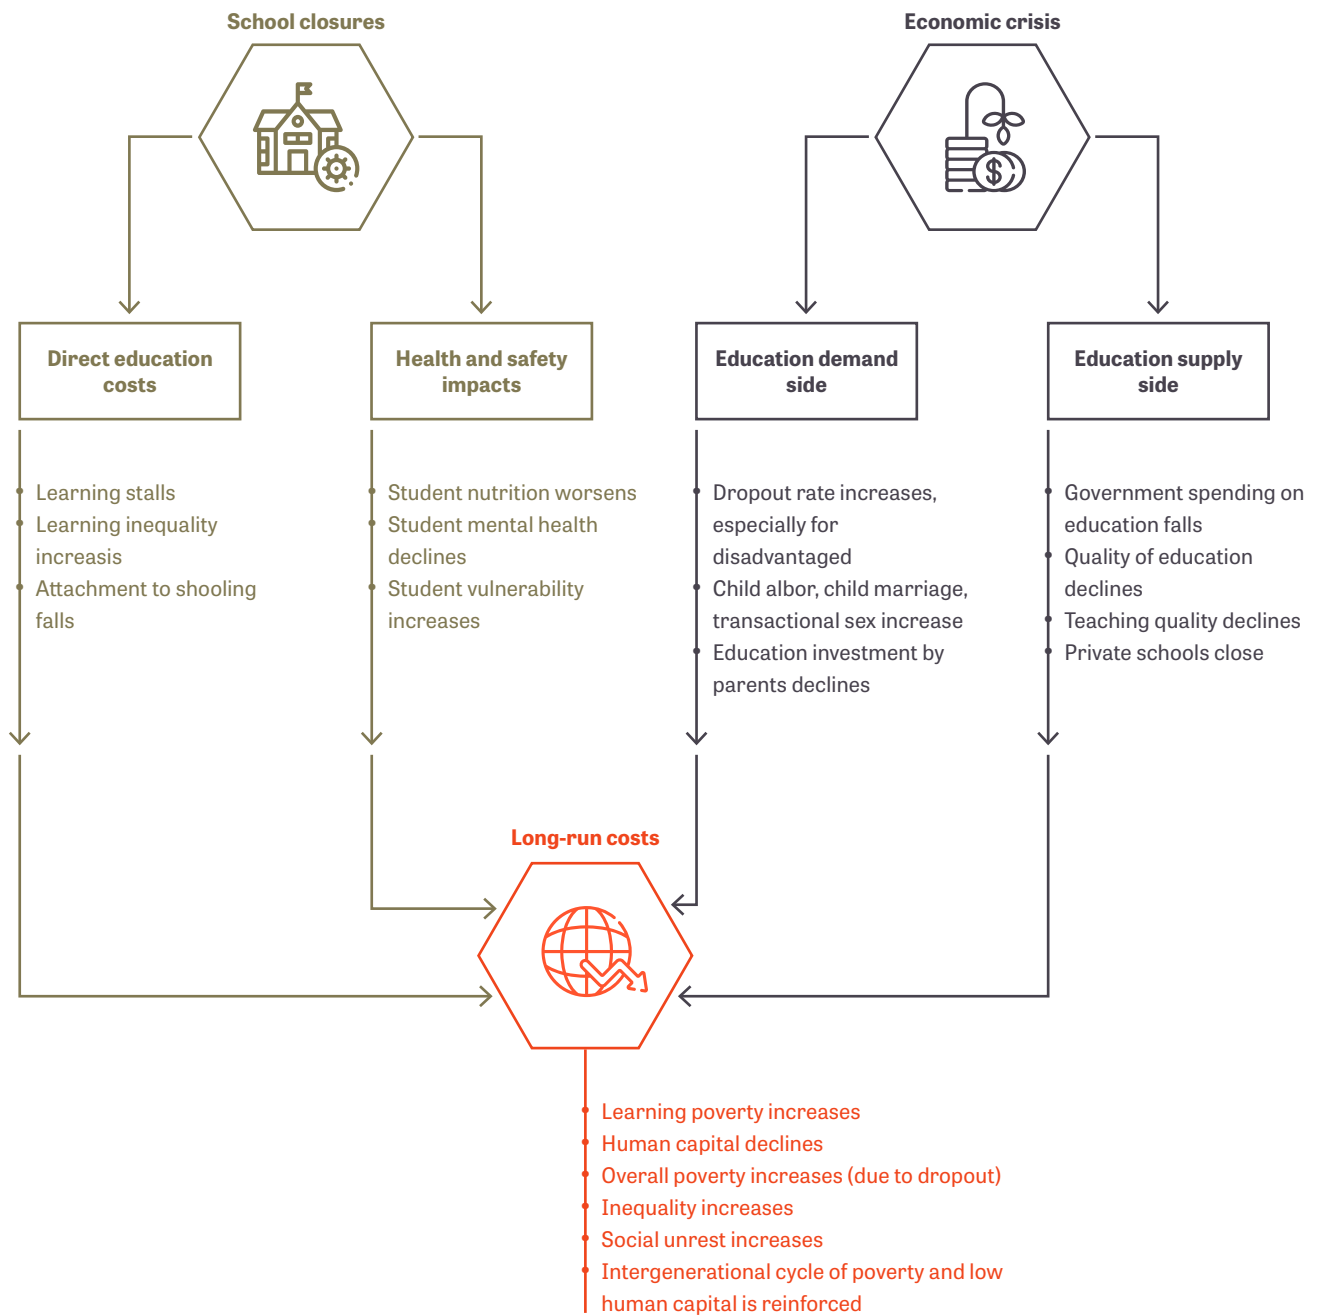 School closures
Economic crisis
Direct education
costs
Health and safety
impacts
Education demand
side
Education supply
side
Learning stalls
Learning inequality
increasis
Attachment to shooling
falls
Student nutrition worsens
Student mental health
declines
Student vulnerability
increases
Dropout rate increases,
especially for
disadvantaged
Child albor, child marriage,
transactional sex increase
Education investment by
parents declines
Government spending on
education falls
Quality of education
declines
Teaching quality declines
Private schools close
Long-run costs
Learning poverty increases
Human capital declines
Overall poverty increases (due to dropout)
Inequality increases
Social unrest increases
Intergenerational cycle of poverty and low
human capital is reinforced